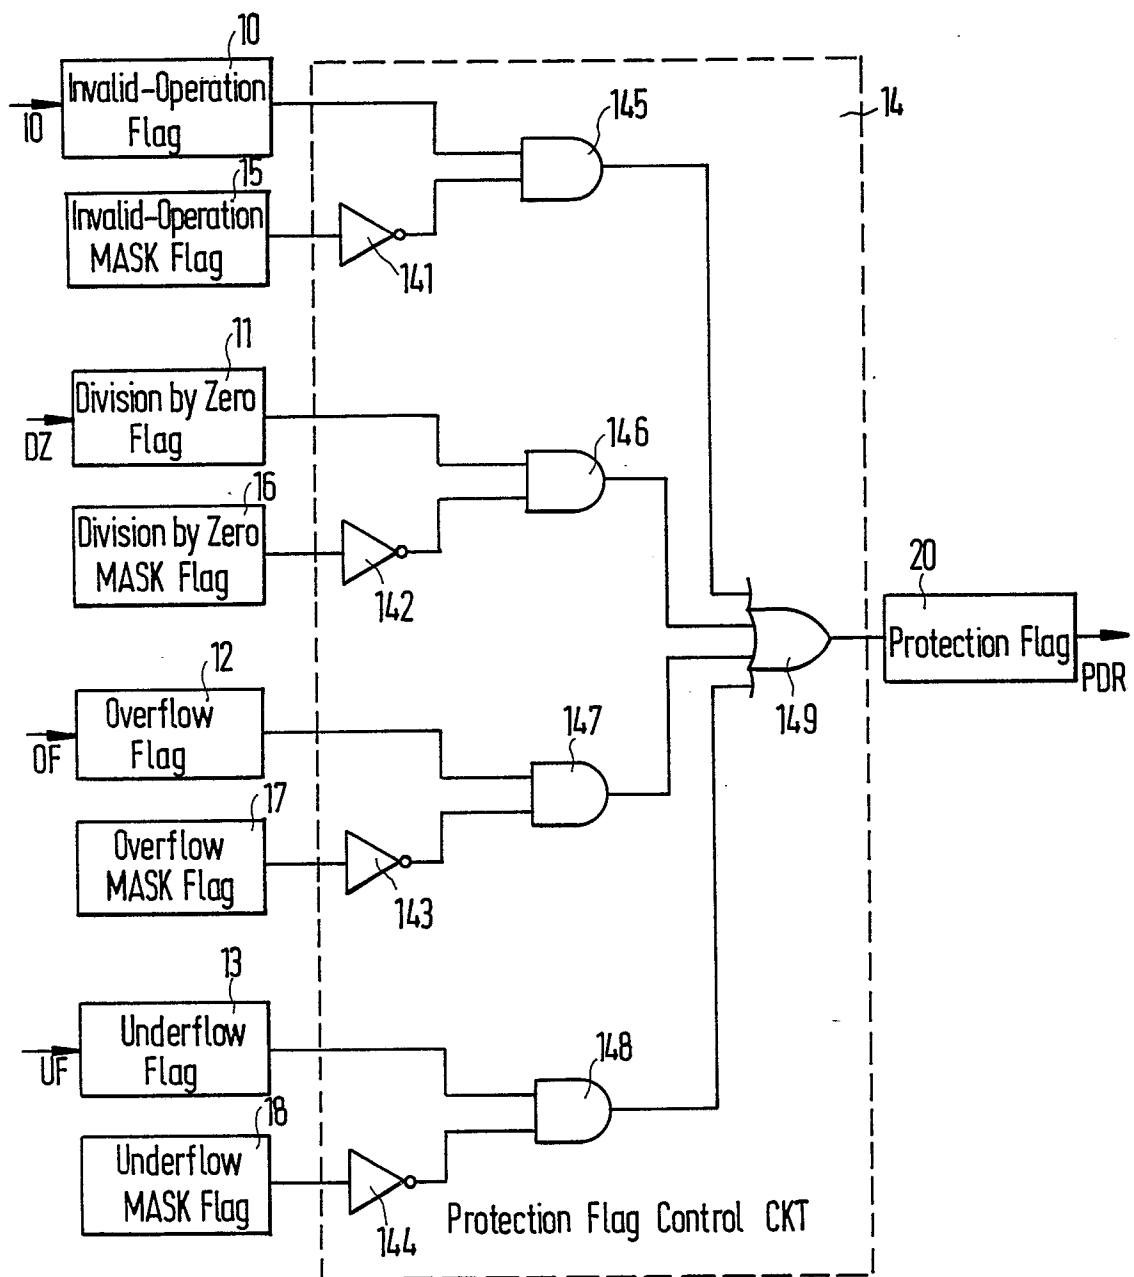 10
Invalid-Operation
Flag
IO
145
14
15
Invalid-Operation
MASK Flag
141
11
Division by Zero
Flag
DZ
146
16
Division by Zero
MASK Flag
142
20
Protection Flag
PDR
149
12
Overflow
Flag
OF
147
17
Overflow
MASK Flag
143
13
Underflow
Flag
UF
148
18
Underflow
MASK Flag
144
Protection Flag Control CKT